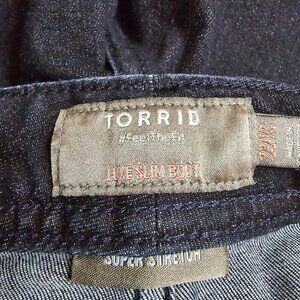 TORRID
#FeelTheFit
LUXE SLIM BOOT
22XS
SUPER STRETCH